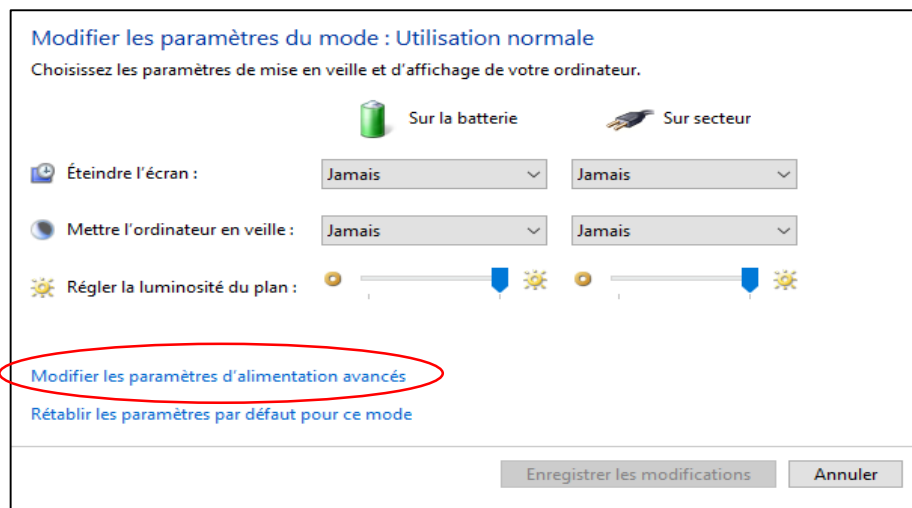 Modifier les paramètres du mode : Utilisation normale
Choisissez les paramètres de mise en veille et d'affichage de votre ordinateur.
Sur la batterie Sur secteur
Éteindre l'écran : Jamais Jamais
Mettre l'ordinateur en veille : Jamais Jamais
Régler la luminosité du plan :
Modifier les paramètres d'alimentation avancés
Rétablir les paramètres par défaut pour ce mode
Enregistrer les modifications Annuler